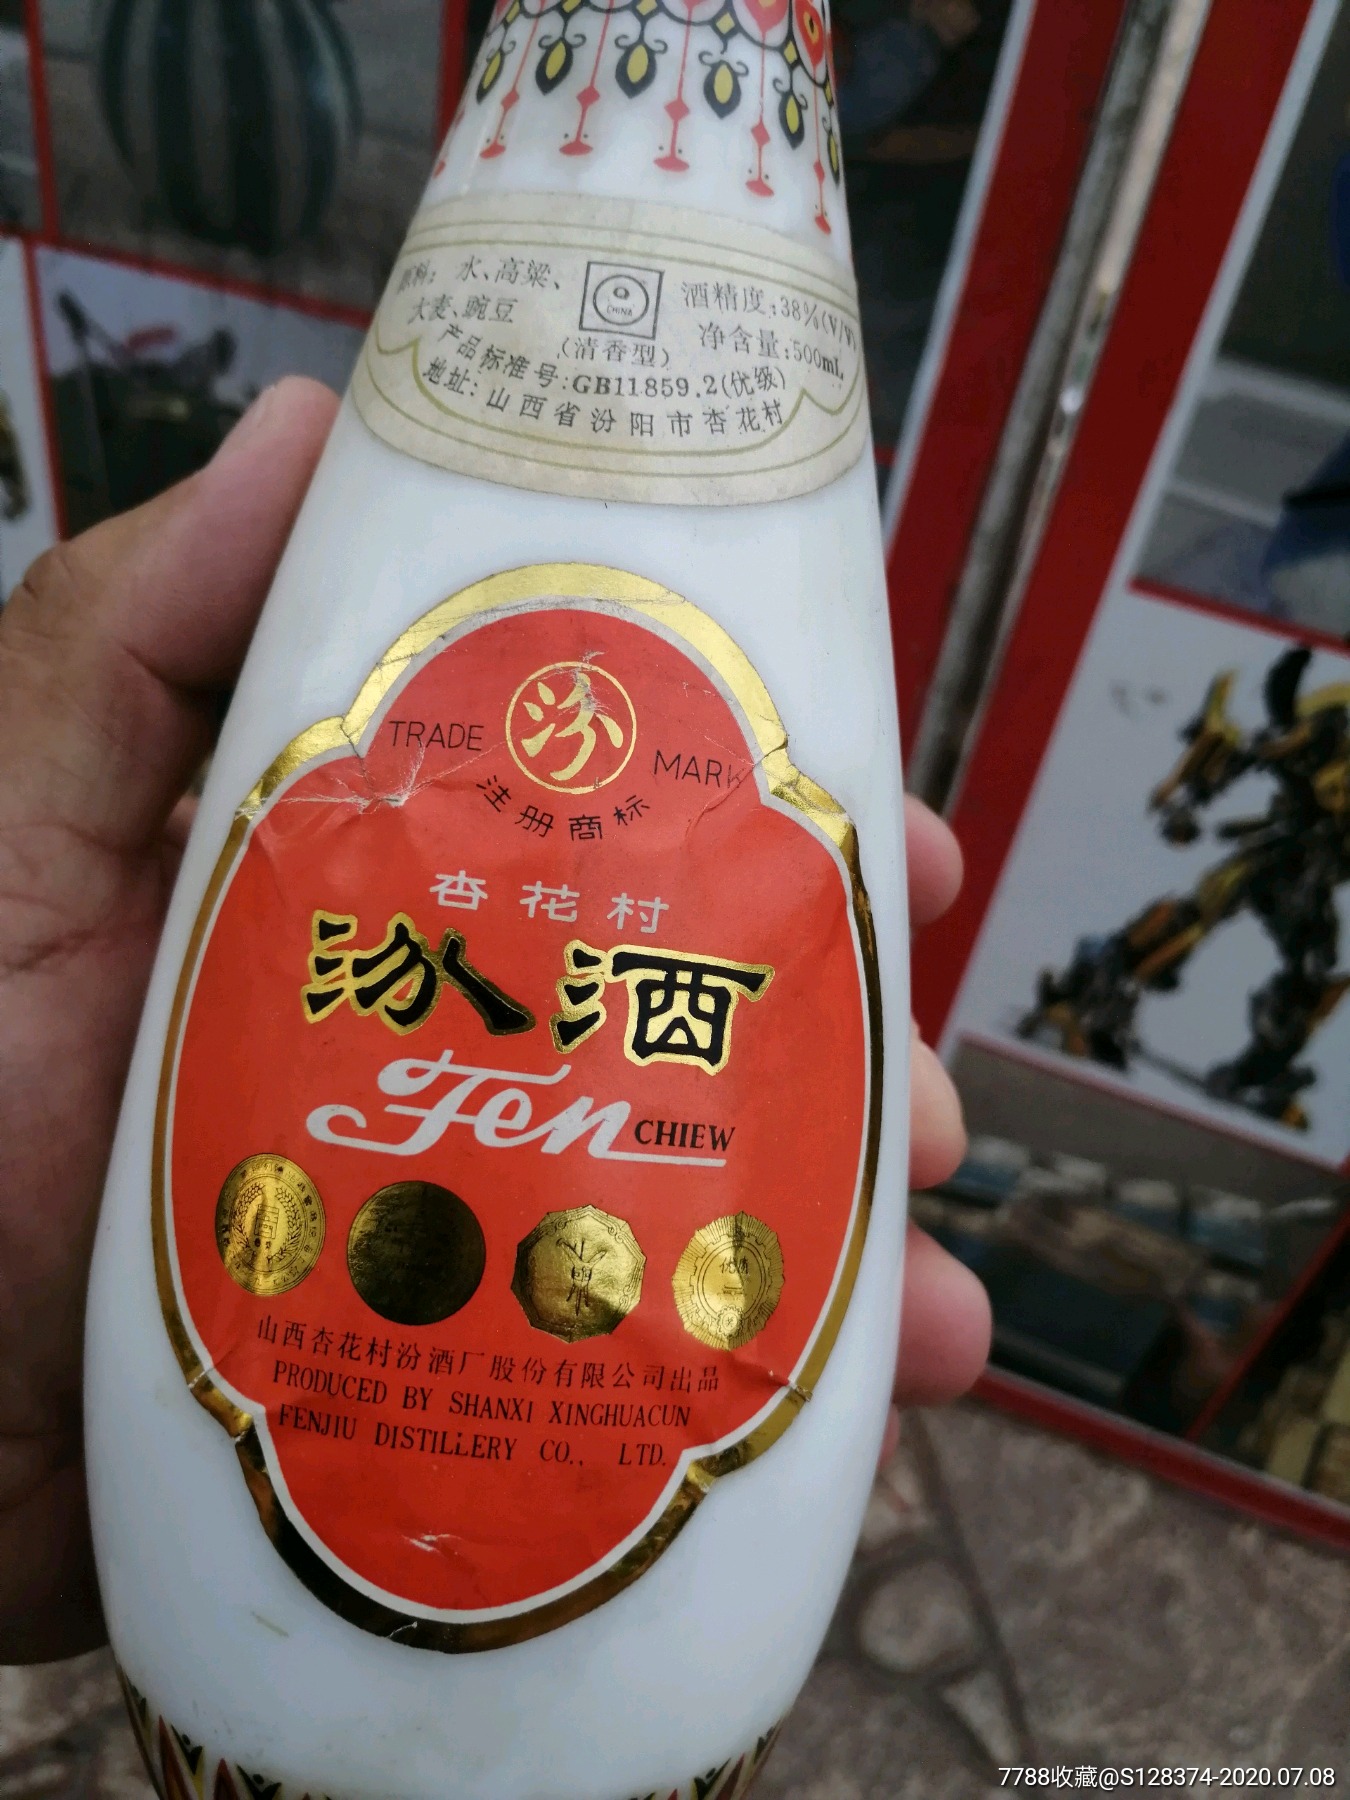 原料：水、高粱、
大麦、豌豆
CHINA
酒精度：38%(V/V)
净含量：500mL
(清香型)
产品标准号：GB11859.2(优级)
地址：山西省汾阳市杏花村
汾
TRADE MARK
注册商标
杏花村
汾酒
Fen CHIEW
优质
山西杏花村汾酒厂股份有限公司出品
PRODUCED BY SHANXI XINGHUACUN
FENJIU DISTILLERY CO., LTD.
7788收藏@S128374-2020.07.08